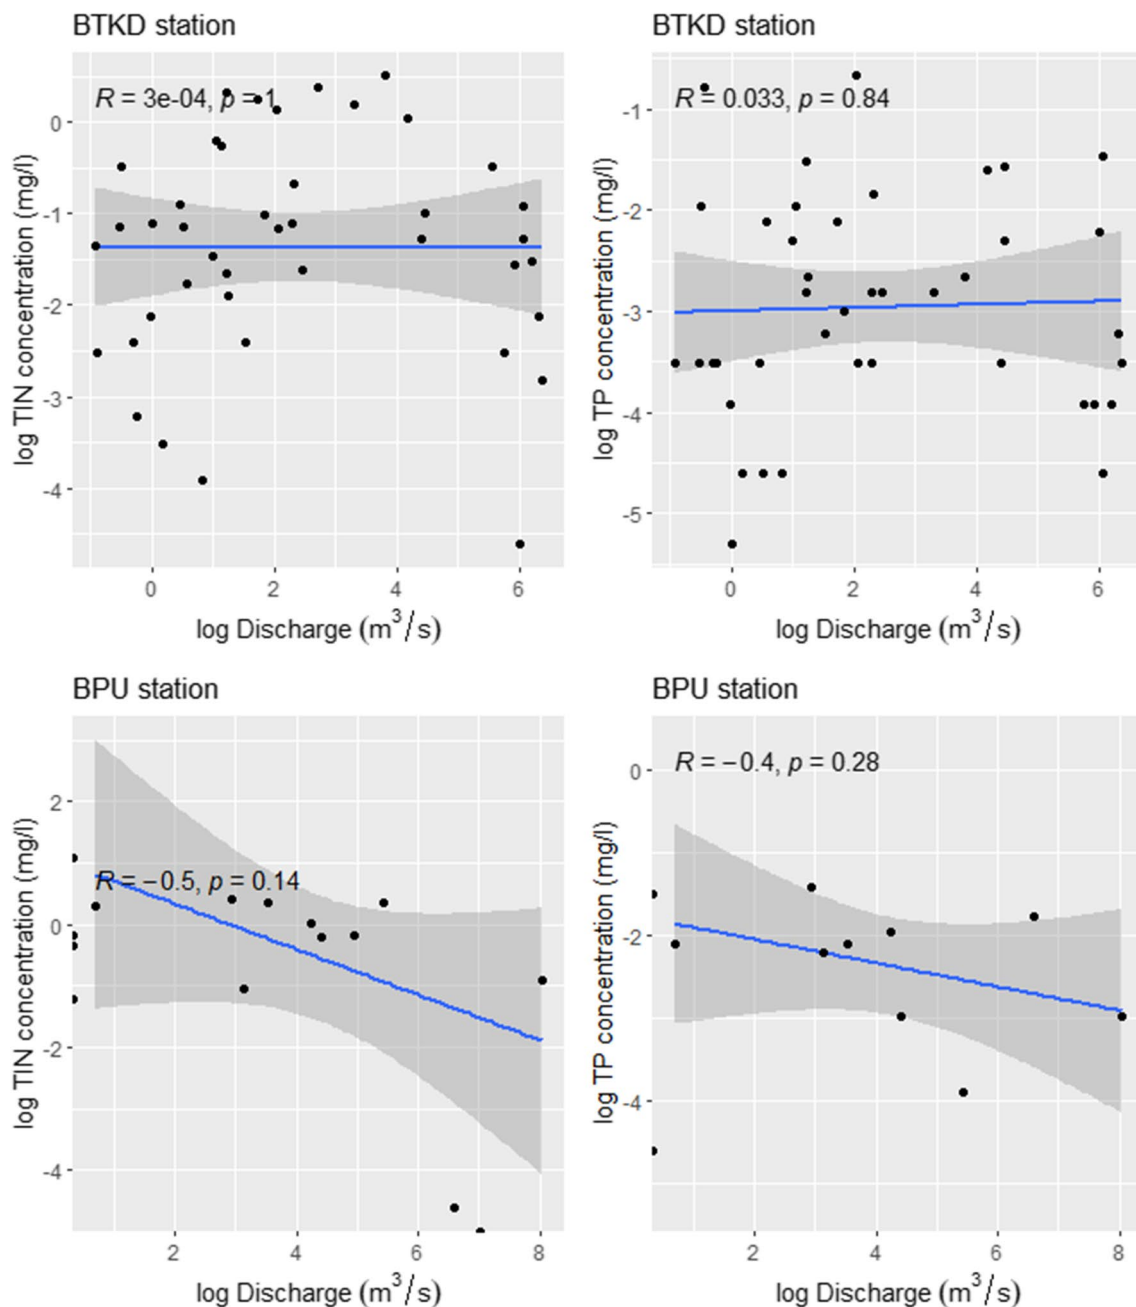 BTKD station
R = 3e-04, p = 1
log TIN concentration (mg/l)
0
-1
-2
-3
-4
0 2 4 6
log Discharge (m³/s)
BTKD station
R = 0.033, p = 0.84
log TP concentration (mg/l)
-1
-2
-3
-4
-5
0 2 4 6
log Discharge (m³/s)
BPU station
R = −0.5, p = 0.14
log TIN concentration (mg/l)
2
0
-2
-4
2 4 6 8
log Discharge (m³/s)
BPU station
R = −0.4, p = 0.28
log TP concentration (mg/l)
0
-2
-4
2 4 6 8
log Discharge (m³/s)